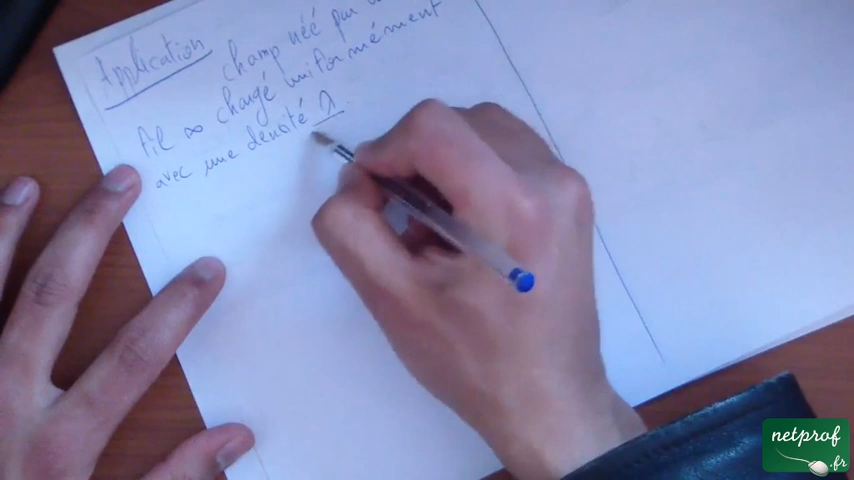 Application
champ créé par un
fil ∞ chargé uniformément
avec une densité λ
netprof
.fr